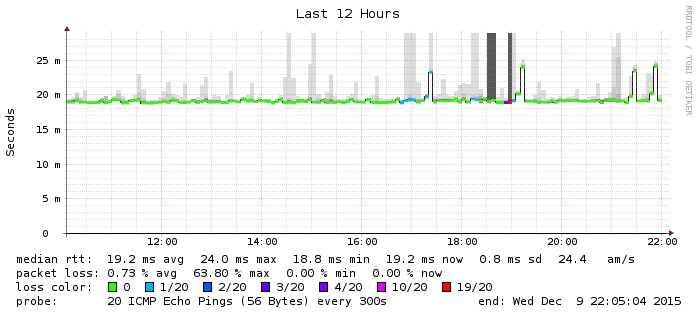 Last 12 Hours
RRDTOOL / TOBI OETIKER
Seconds
25 m
20 m
15 m
10 m
5 m
0
12:00 14:00 16:00 18:00 20:00 22:00
median rtt: 19.2 ms avg 24.0 ms max 18.8 ms min 19.2 ms now 0.8 ms sd 24.4 am/s
packet loss: 0.73 % avg 63.80 % max 0.00 % min 0.00 % now
loss color: 0 1/20 2/20 3/20 4/20 10/20 19/20
probe: 20 ICMP Echo Pings (56 Bytes) every 300s end: Wed Dec 9 22:05:04 2015